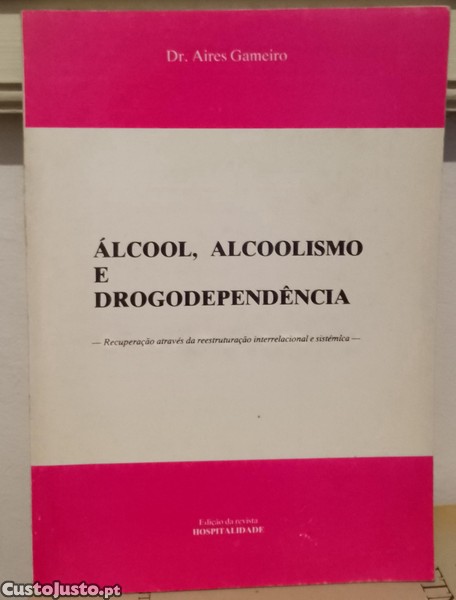 Dr. Aires Gameiro
ÁLCOOL, ALCOOLISMO
E
DROGODEPENDÊNCIA
— Recuperação através da reestruturação interrelacional e sistémica —
Edição da revista
HOSPITALIDADE
CustoJusto.pt